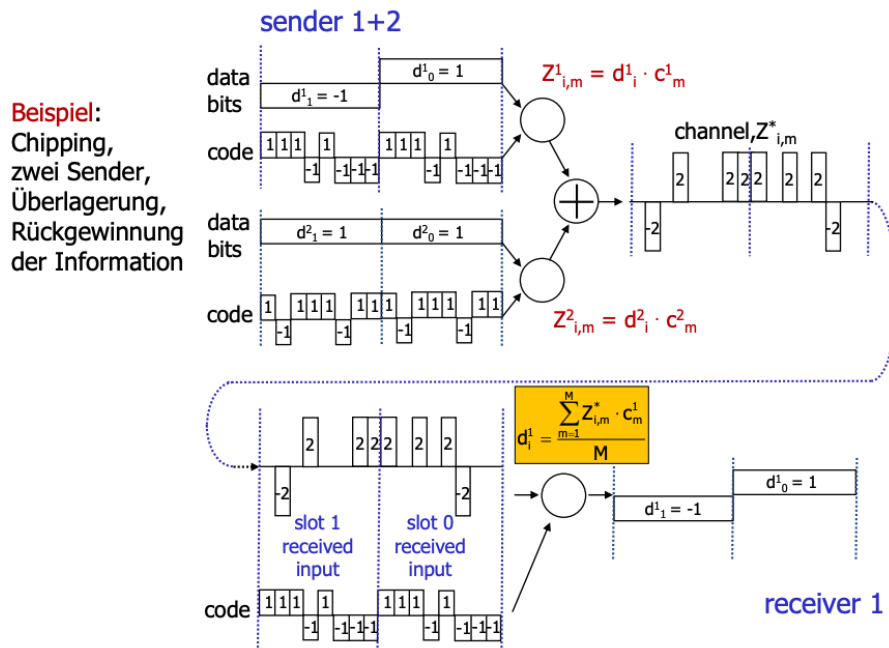 sender 1+2
Beispiel:
Chipping,
zwei Sender,
Überlagerung,
Rückgewinnung
der Information
data
bits
d¹₁ = -1
d¹₀ = 1
code
1 1 1 -1 1 -1 -1 -1
1 1 1 -1 1 -1 -1 -1
Z¹ᵢ,ₘ = d¹ᵢ · c¹ₘ
data
bits
d²₁ = 1
d²₀ = 1
code
1 -1 1 1 1 -1 1 1
1 -1 1 1 1 -1 1 1
Z²ᵢ,ₘ = d²ᵢ · c²ₘ
+
channel,Z*ᵢ,ₘ
-2 2 2 2
2 2 2 -2
-2 2 2 2
2 2 2 -2
slot 1
received
input
slot 0
received
input
code
1 1 1 -1 1 -1 -1 -1
1 1 1 -1 1 -1 -1 -1
d¹ᵢ = ∑ₘ₌₁ᴹ Z*ᵢ,ₘ · c¹ₘ / M
d¹₁ = -1
d¹₀ = 1
receiver 1